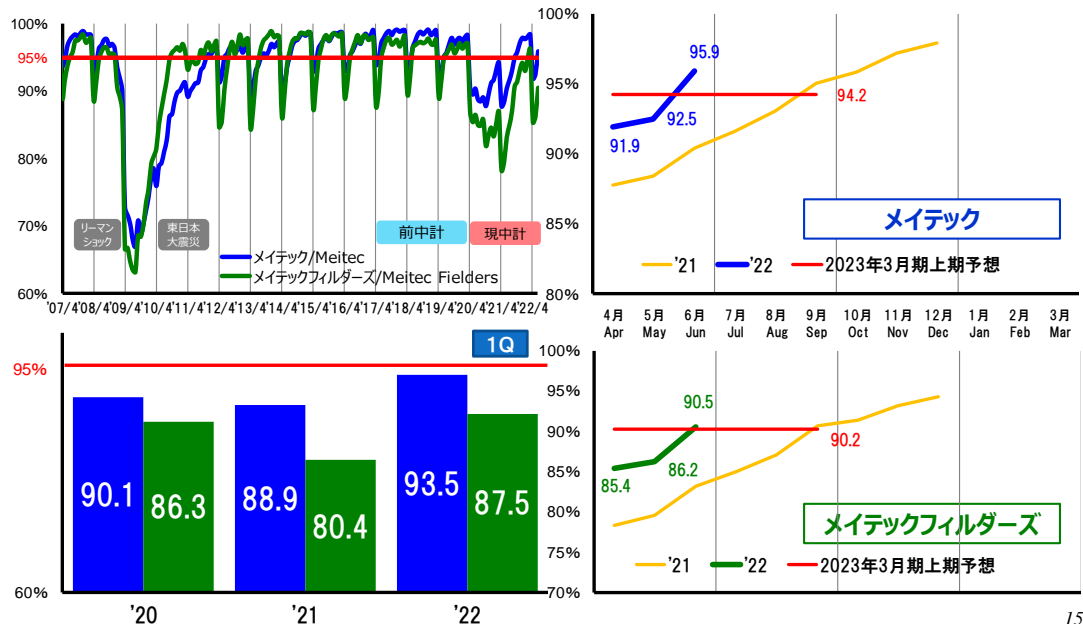 100%
95%
90%
80%
70%
60%
リーマン
ショック
東日本
大震災
前中計
現中計
メイテック/Meitec
メイテックフィルダーズ/Meitec Fielders
'07/4'08/4'09/4'10/4'11/4'12/4'13/4'14/4'15/4'16/4'17/4'18/4'19/4'20/4'21/4'22/4
100%
95%
90%
85%
80%
95.9
92.5
91.9
94.2
メイテック
'21
'22
2023年3月期上期予想
4月 5月 6月 7月 8月 9月 10月 11月 12月 1月 2月 3月
Apr May Jun Jul Aug Sep Oct Nov Dec Jan Feb Mar
1Q
95%
60%
90.1
86.3
88.9
80.4
93.5
87.5
'20
'21
'22
100%
95%
90%
85%
80%
75%
70%
90.5
86.2
85.4
90.2
メイテックフィルダーズ
'21
'22
2023年3月期上期予想
15